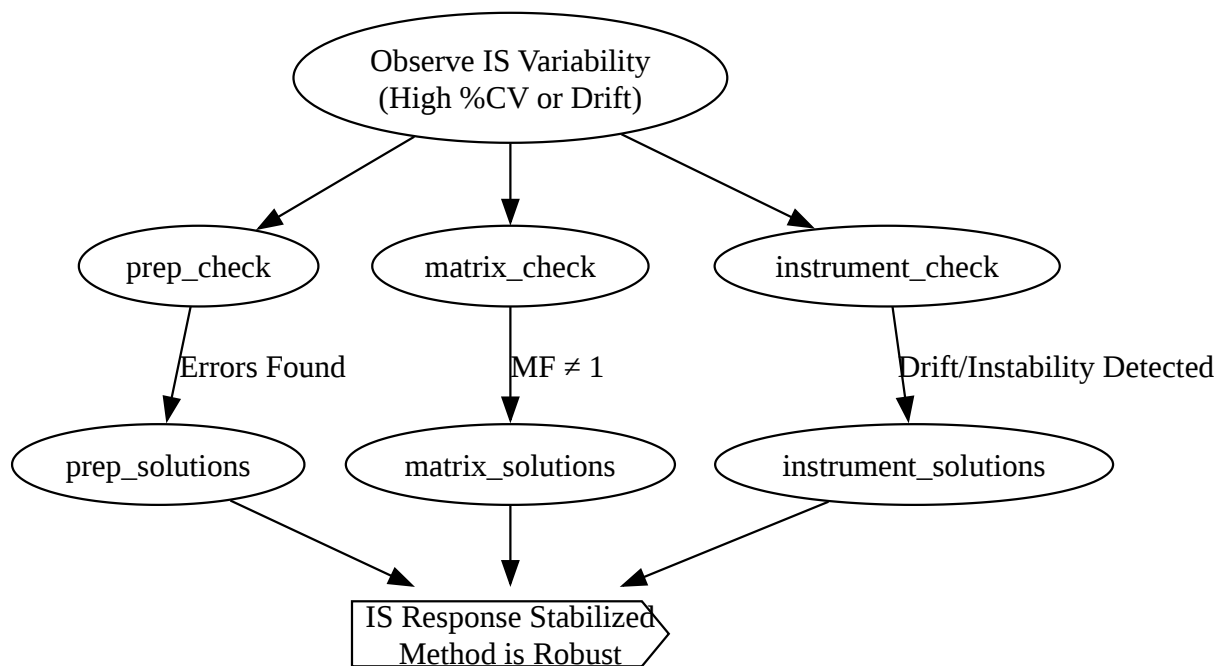 Observe IS Variability
(High %CV or Drift)
prep_check
matrix_check
instrument_check
Errors Found
MF ≠ 1
Drift/Instability Detected
prep_solutions
matrix_solutions
instrument_solutions
IS Response Stabilized
Method is Robust